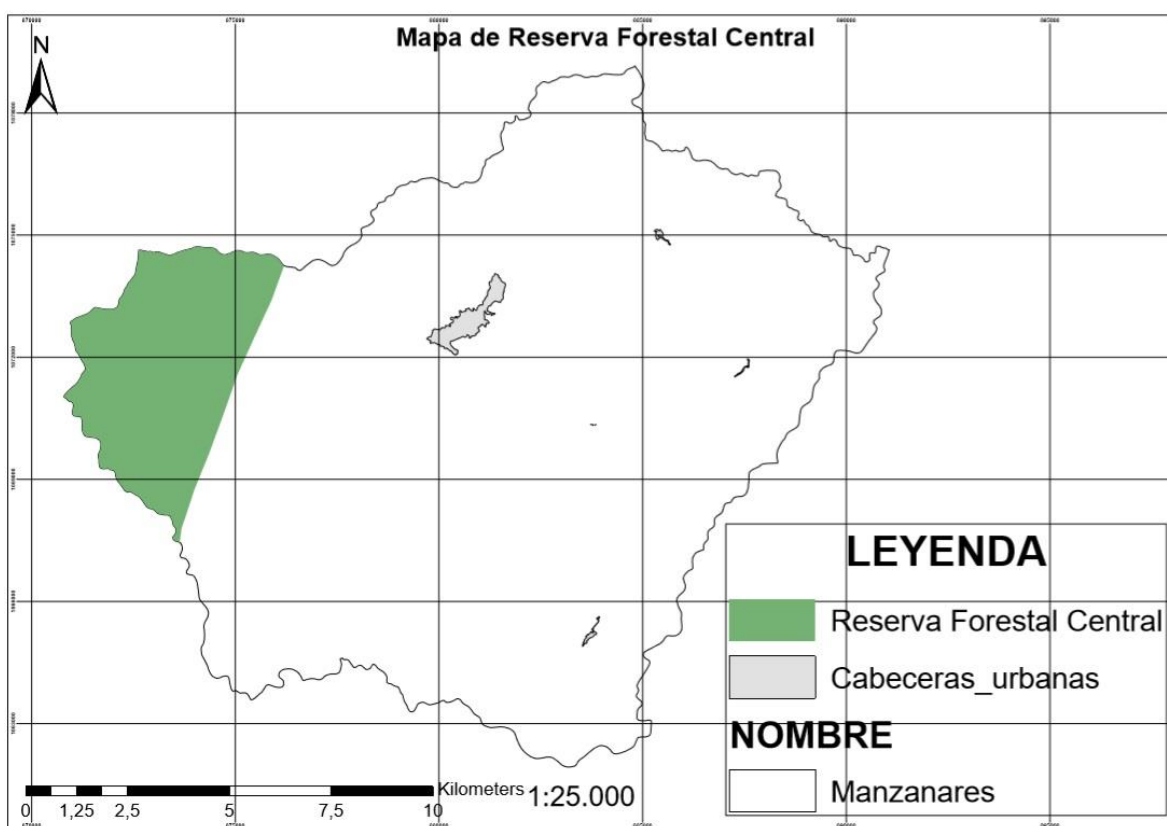 Mapa de Reserva Forestal Central
N
LEYENDA
Reserva Forestal Central
Cabeceras_urbanas
NOMBRE
Manzanares
Kilometers
0 1,25 2,5 5 7,5 10
1:25.000